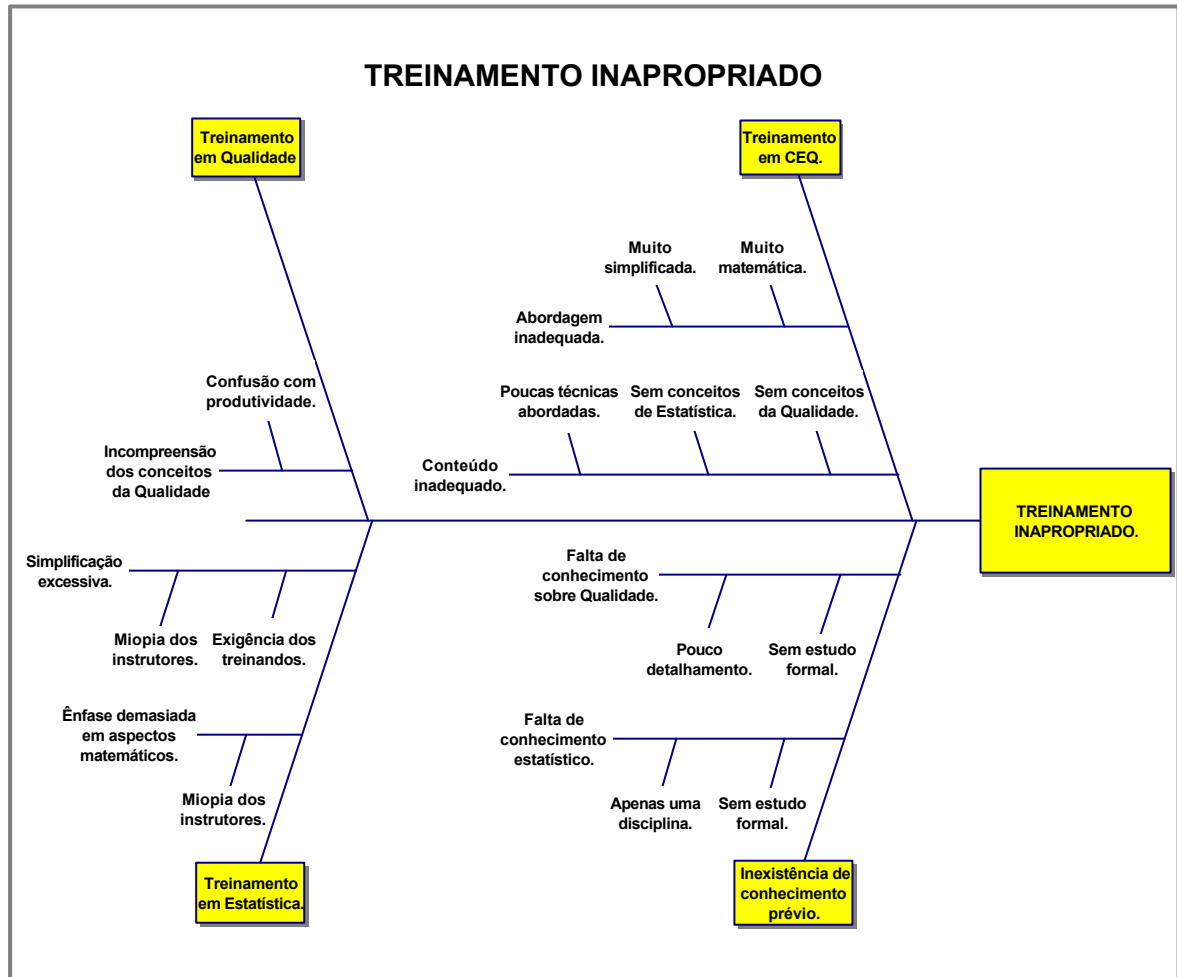 TREINAMENTO INAPROPRIADO
Treinamento
em Qualidade
Treinamento
em CEQ.
Muito
simplificada.
Muito
matemática.
Abordagem
inadequada.
Confusão com
produtividade.
Poucas técnicas
abordadas.
Sem conceitos
de Estatística.
Sem conceitos
da Qualidade.
Incompreensão
dos conceitos
da Qualidade
Conteúdo
inadequado.
TREINAMENTO
INAPROPRIADO.
Simplificação
excessiva.
Falta de
conhecimento
sobre Qualidade.
Miopia dos
instrutores.
Exigência dos
treinandos.
Pouco
detalhamento.
Sem estudo
formal.
Ênfase demasiada
em aspectos
matemáticos.
Falta de
conhecimento
estatístico.
Miopia dos
instrutores.
Apenas uma
disciplina.
Sem estudo
formal.
Treinamento
em Estatística.
Inexistência de
conhecimento
prévio.